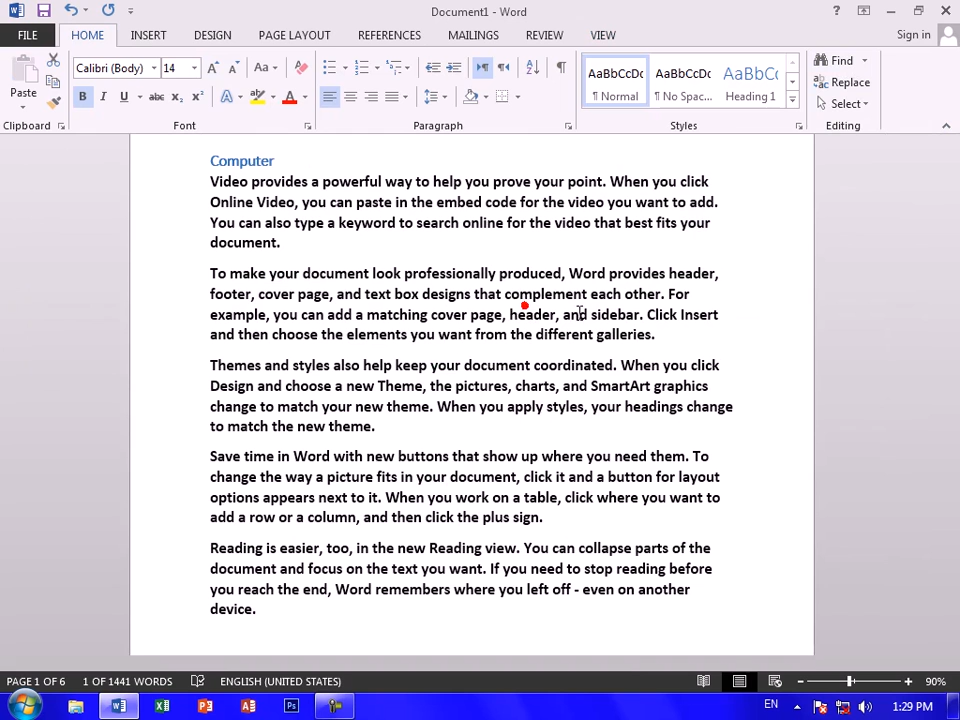 Document1 - Word
FILE HOME INSERT DESIGN PAGE LAYOUT REFERENCES MAILINGS REVIEW VIEW Sign in
Calibri (Body) 14 Aa AaBbCcDc AaBbCcDc AaBbCc Find
Paste B I U abc x₂ x² A A ¶ Normal ¶ No Spac... Heading 1 Replace
Select
Clipboard Font Paragraph Styles Editing
Computer
Video provides a powerful way to help you prove your point. When you click
Online Video, you can paste in the embed code for the video you want to add.
You can also type a keyword to search online for the video that best fits your
document.
To make your document look professionally produced, Word provides header,
footer, cover page, and text box designs that complement each other. For
example, you can add a matching cover page, header, and sidebar. Click Insert
and then choose the elements you want from the different galleries.
Themes and styles also help keep your document coordinated. When you click
Design and choose a new Theme, the pictures, charts, and SmartArt graphics
change to match your new theme. When you apply styles, your headings change
to match the new theme.
Save time in Word with new buttons that show up where you need them. To
change the way a picture fits in your document, click it and a button for layout
options appears next to it. When you work on a table, click where you want to
add a row or a column, and then click the plus sign.
Reading is easier, too, in the new Reading view. You can collapse parts of the
document and focus on the text you want. If you need to stop reading before
you reach the end, Word remembers where you left off - even on another
device.
PAGE 1 OF 6 1 OF 1441 WORDS ENGLISH (UNITED STATES) 90%
EN 1:29 PM